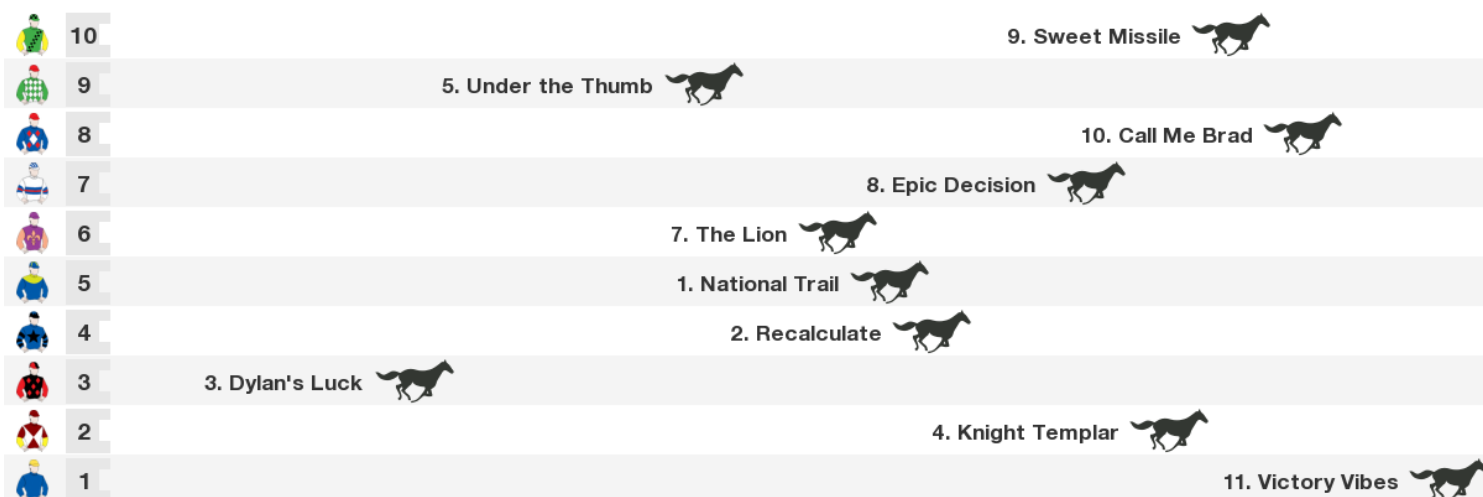 10 9. Sweet Missile
9 5. Under the Thumb
8 10. Call Me Brad
7 8. Epic Decision
6 7. The Lion
5 1. National Trail
4 2. Recalculate
3 3. Dylan's Luck
2 4. Knight Templar
1 11. Victory Vibes